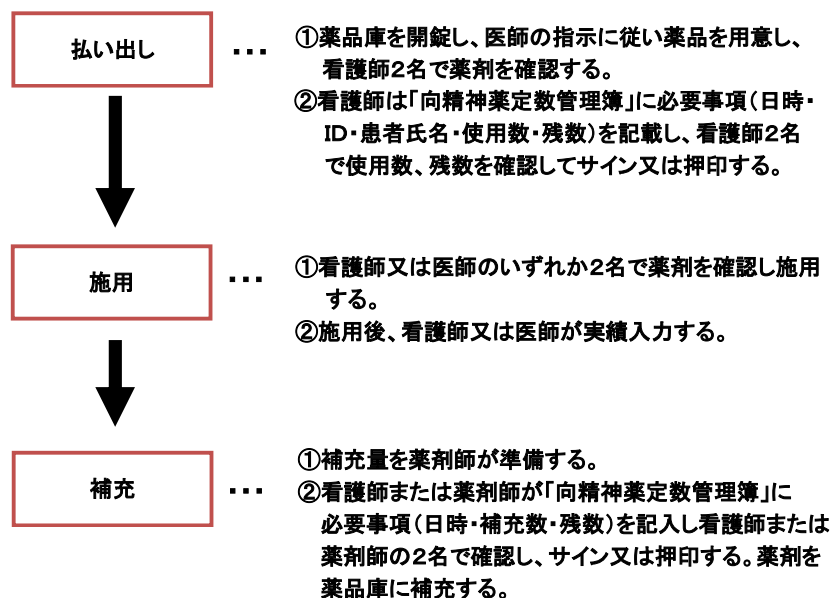 払い出し ･･･ ①薬品庫を開錠し、医師の指示に従い薬品を用意し、
看護師2名で薬剤を確認する。
②看護師は「向精神薬定数管理簿」に必要事項(日時・
ID・患者氏名・使用数・残数)を記載し、看護師2名
で使用数、残数を確認してサイン又は押印する。
施用 ･･･ ①看護師又は医師のいずれか2名で薬剤を確認し施用
する。
②施用後、看護師又は医師が実績入力する。
補充 ･･･ ①補充量を薬剤師が準備する。
②看護師または薬剤師が「向精神薬定数管理簿」に
必要事項(日時・補充数・残数)を記入し看護師または
薬剤師の2名で確認し、サイン又は押印する。薬剤を
薬品庫に補充する。